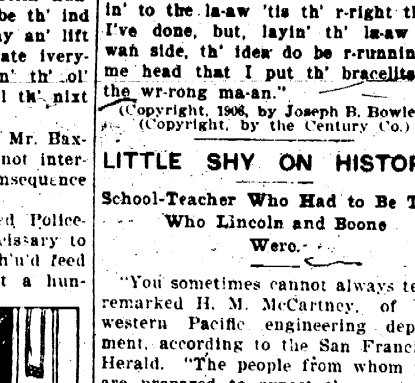 be th' ind
an' lift
ate ivery-
th' ol'
th' nixt
Mr. Bax-
not inter-
nsequence
d Police-
cissary to
h'u'd feed
t a hun-
in' to the la-aw 'tis th' r-right th
I've done, but, layin' th' la-aw
wan side, th' idea do be r-runnin
me head that I put th' bracelits
the wr-rong ma-an."
(Copyright, 1906, by Joseph B. Bowle
(Copyright, by the Century Co.)
LITTLE SHY ON HISTOR
School-Teacher Who Had to Be T
Who Lincoln and Boone
Were.
"You sometimes cannot always te
remarked H. M. McCartney, of
western Pacific engineering dep
ment, according to the San Franc
Herald. "The people from whom